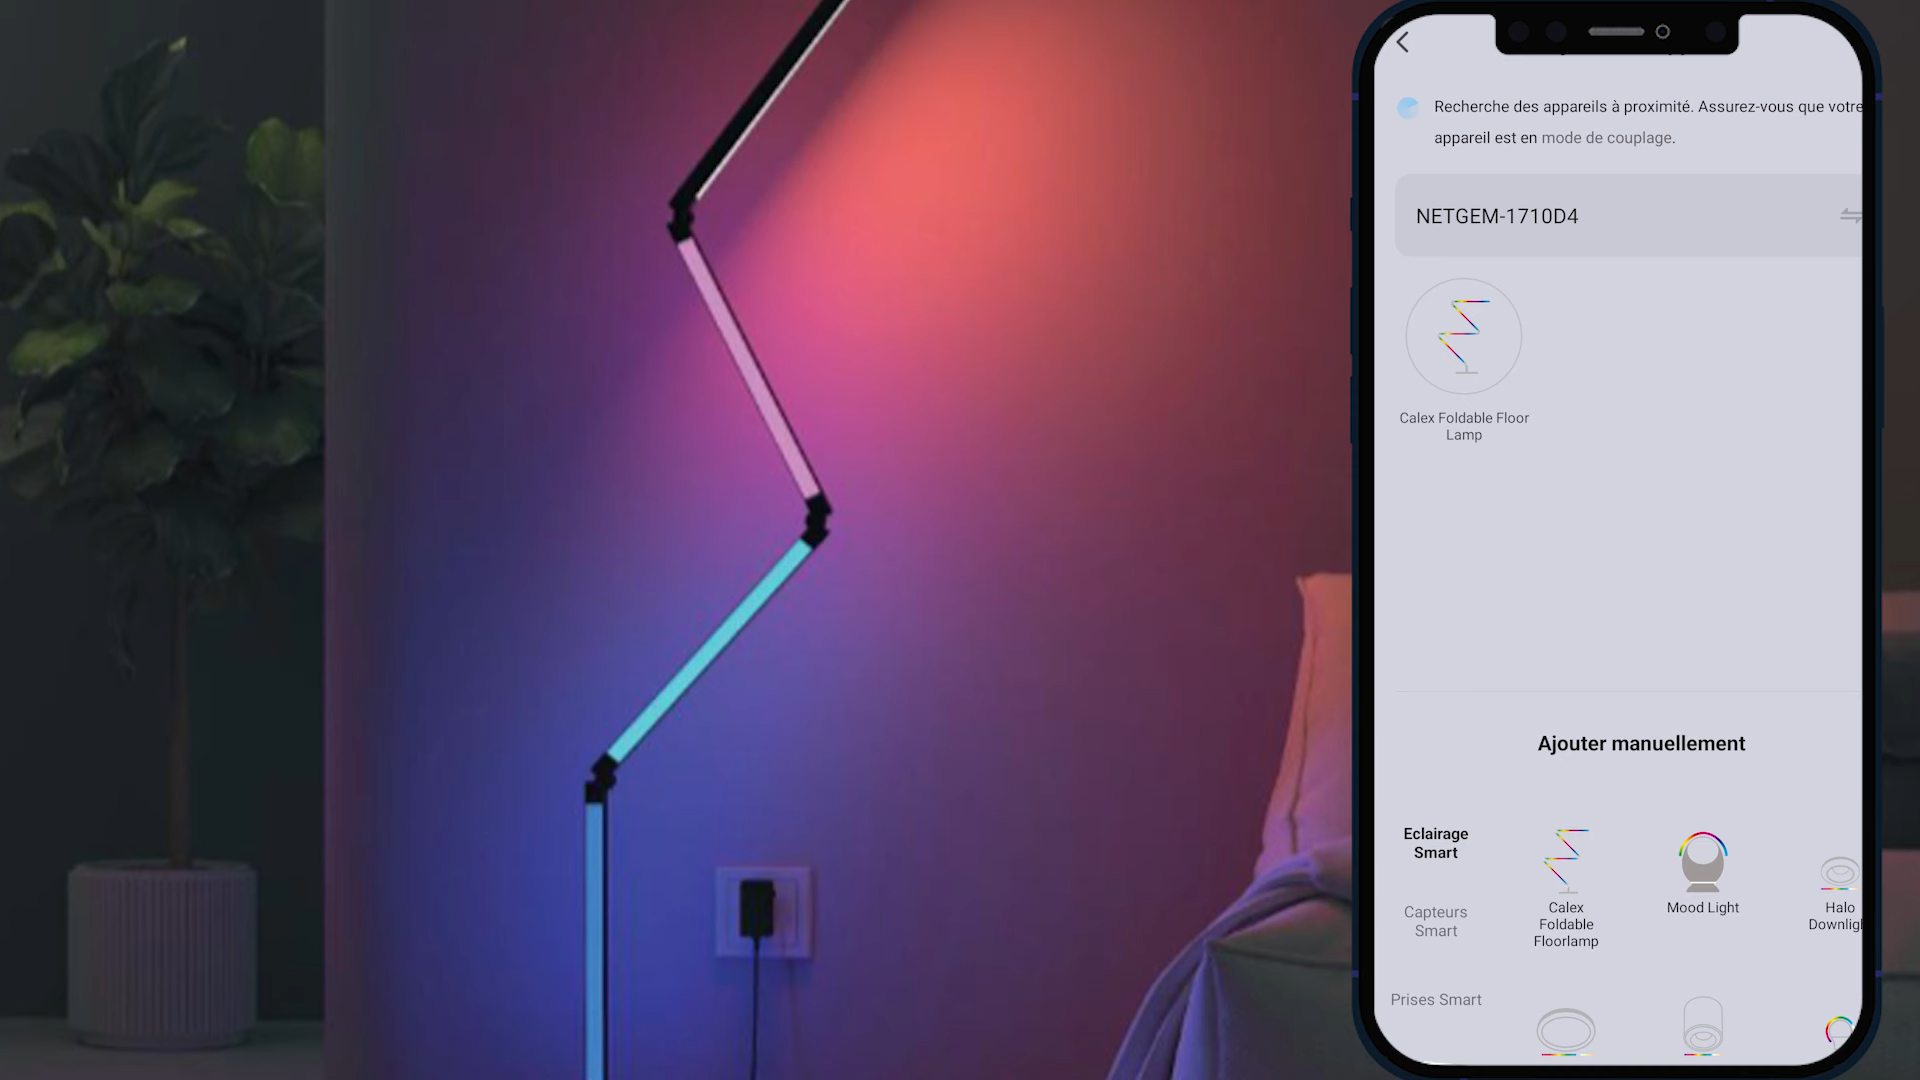 Recherche des appareils à proximité. Assurez-vous que votre
appareil est en mode de couplage.
NETGEM-1710D4
Calex Foldable Floor
Lamp
Ajouter manuellement
Eclairage
Smart
Calex
Foldable
Floorlamp
Mood Light
Halo
Capteurs
Smart
Prises Smart